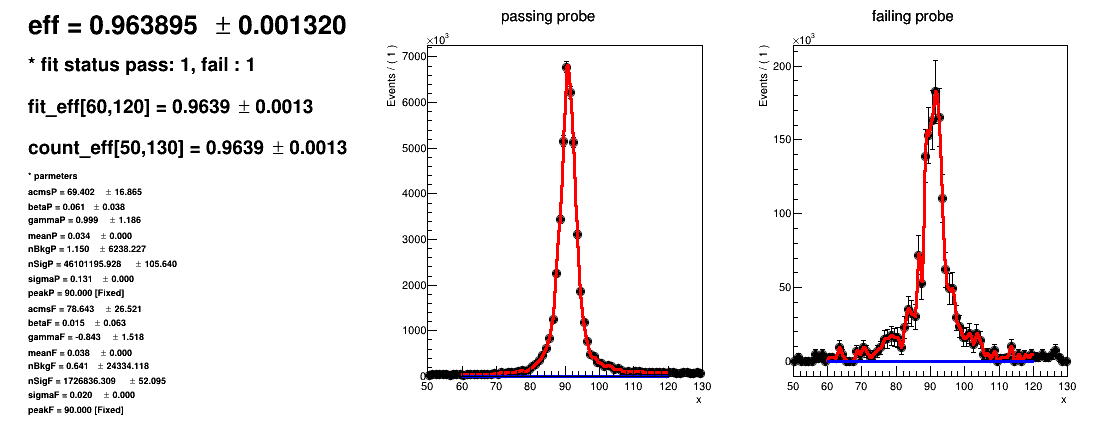 eff = 0.963895 ± 0.001320
* fit status pass: 1, fail : 1
fit_eff[60,120] = 0.9639 ± 0.0013
count_eff[50,130] = 0.9639 ± 0.0013
* parmeters
acmsP = 69.402 ± 16.865
betaP = 0.061 ± 0.038
gammaP = 0.999 ± 1.186
meanP = 0.034 ± 0.000
nBkgP = 1.150 ± 6238.227
nSigP = 46101195.928 ± 105.640
sigmaP = 0.131 ± 0.000
peakP = 90.000 [Fixed]
acmsF = 78.643 ± 26.521
betaF = 0.015 ± 0.063
gammaF = -0.843 ± 1.518
meanF = 0.038 ± 0.000
nBkgF = 0.641 ± 24334.118
nSigF = 1726836.309 ± 52.095
sigmaF = 0.020 ± 0.000
peakF = 90.000 [Fixed]
passing probe
×10³
Events / ( 1 )
7000
6000
5000
4000
3000
2000
1000
0
50 60 70 80 90 100 110 120 130
x
failing probe
×10³
Events / ( 1 )
200
150
100
50
0
50 60 70 80 90 100 110 120 130
x